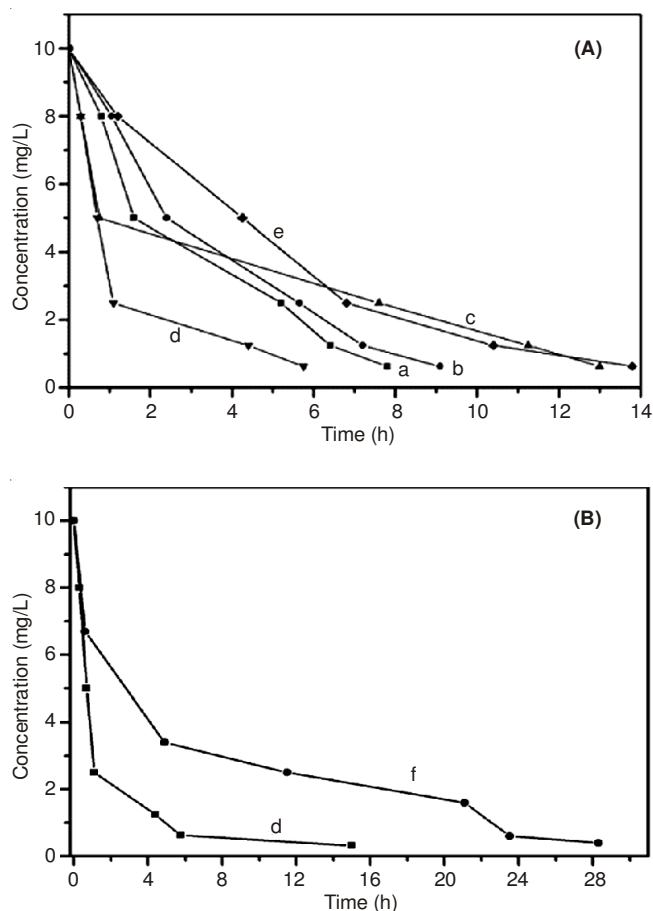 (A)
10
8
6
4
2
0
Concentration (mg/L)
e
c
d
a
b
0 2 4 6 8 10 12 14
Time (h)
(B)
10
8
6
4
2
0
Concentration (mg/L)
f
d
0 4 8 12 16 20 24 28
Time (h)